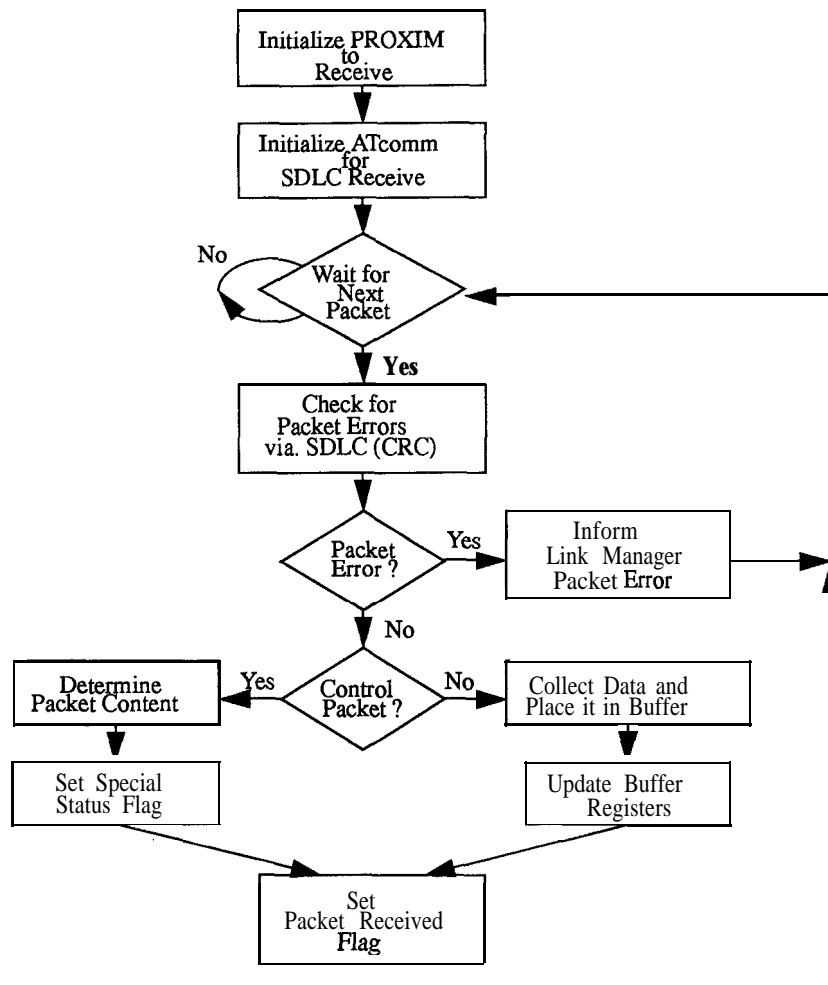 Initialize PROXIM
to
Receive
Initialize ATcomm
for
SDLC Receive
No
Wait for
Next
Packet
Yes
Check for
Packet Errors
via. SDLC (CRC)
Packet
Error ?
Yes
Inform
Link Manager
Packet Error
No
Determine
Packet Content
Yes
Control
Packet ?
No
Collect Data and
Place it in Buffer
Set Special
Status Flag
Update Buffer
Registers
Set
Packet Received
Flag